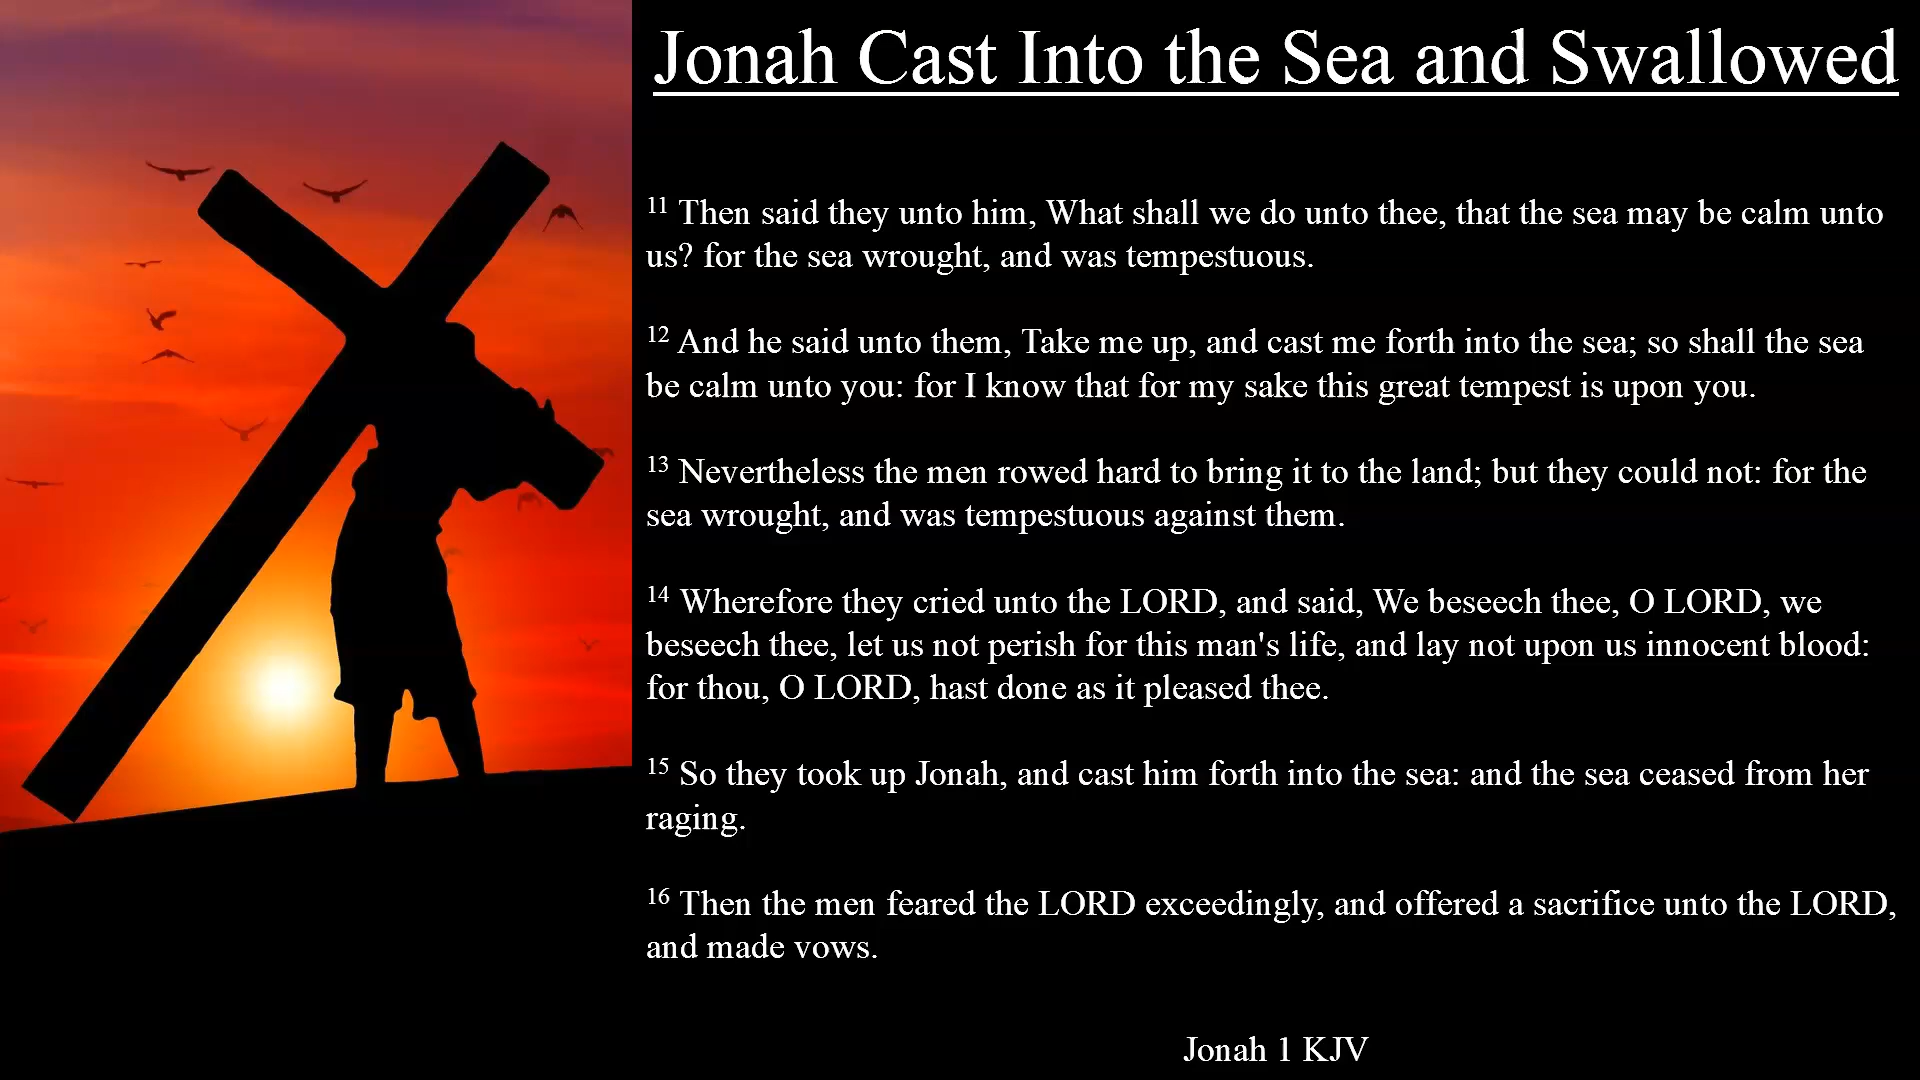 Jonah Cast Into the Sea and Swallowed
11 Then said they unto him, What shall we do unto thee, that the sea may be calm unto
us? for the sea wrought, and was tempestuous.
12 And he said unto them, Take me up, and cast me forth into the sea; so shall the sea
be calm unto you: for I know that for my sake this great tempest is upon you.
13 Nevertheless the men rowed hard to bring it to the land; but they could not: for the
sea wrought, and was tempestuous against them.
14 Wherefore they cried unto the LORD, and said, We beseech thee, O LORD, we
beseech thee, let us not perish for this man's life, and lay not upon us innocent blood:
for thou, O LORD, hast done as it pleased thee.
15 So they took up Jonah, and cast him forth into the sea: and the sea ceased from her
raging.
16 Then the men feared the LORD exceedingly, and offered a sacrifice unto the LORD,
and made vows.
Jonah 1 KJV